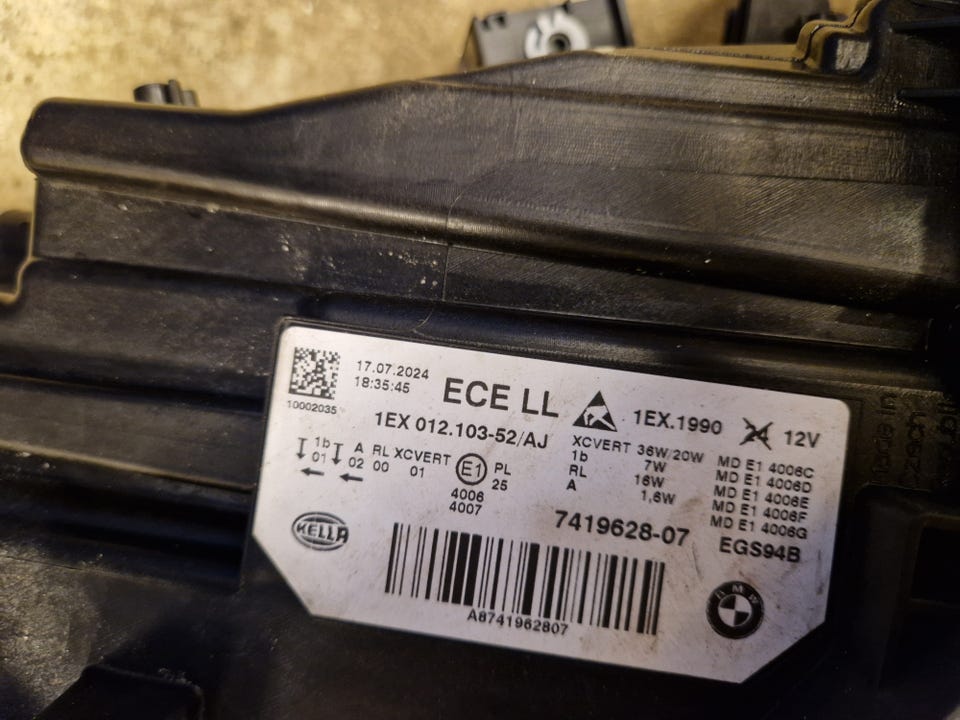 17.07.2024
18:35:45
10002035
ECE LL
1EX.1990
12V
1EX 012.103-52/AJ
1b A RL XCVERT
01 02 00 01
E1
PL
25
4006
4007
XCVERT 36W/20W
1b 7W
RL 16W
A 1,6W
MD E1 4006C
MD E1 4006D
MD E1 4006E
MD E1 4006F
MD E1 4006G
7419628-07
EGS94B
HELLA
A8741962807
BMW